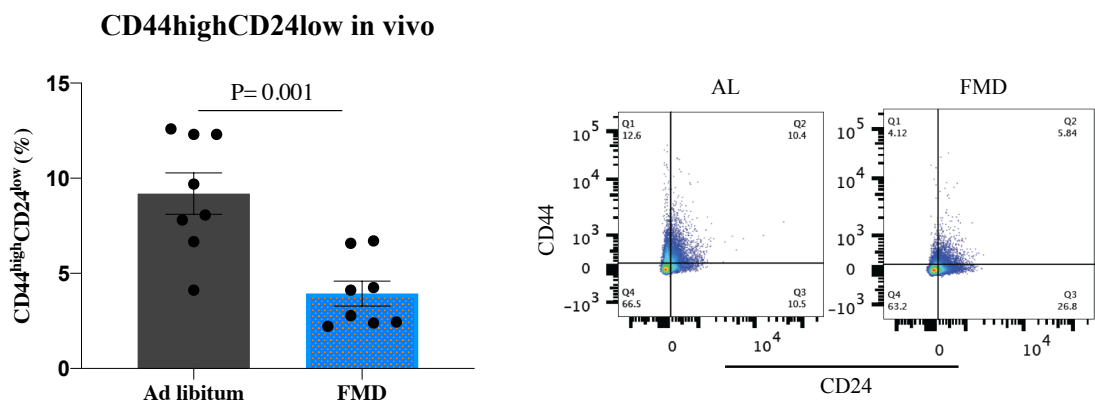 CD44highCD24low in vivo
P= 0.001
CD44highCD24low (%)
15
10
5
0
Ad libitum
FMD
AL
FMD
CD44
10^5
10^4
10^3
0
-10^3
Q1
12.6
Q2
10.4
Q4
66.5
Q3
10.5
0
10^4
10^5
10^4
10^3
0
-10^3
Q1
4.12
Q2
5.84
Q4
63.2
Q3
26.8
0
10^4
CD24